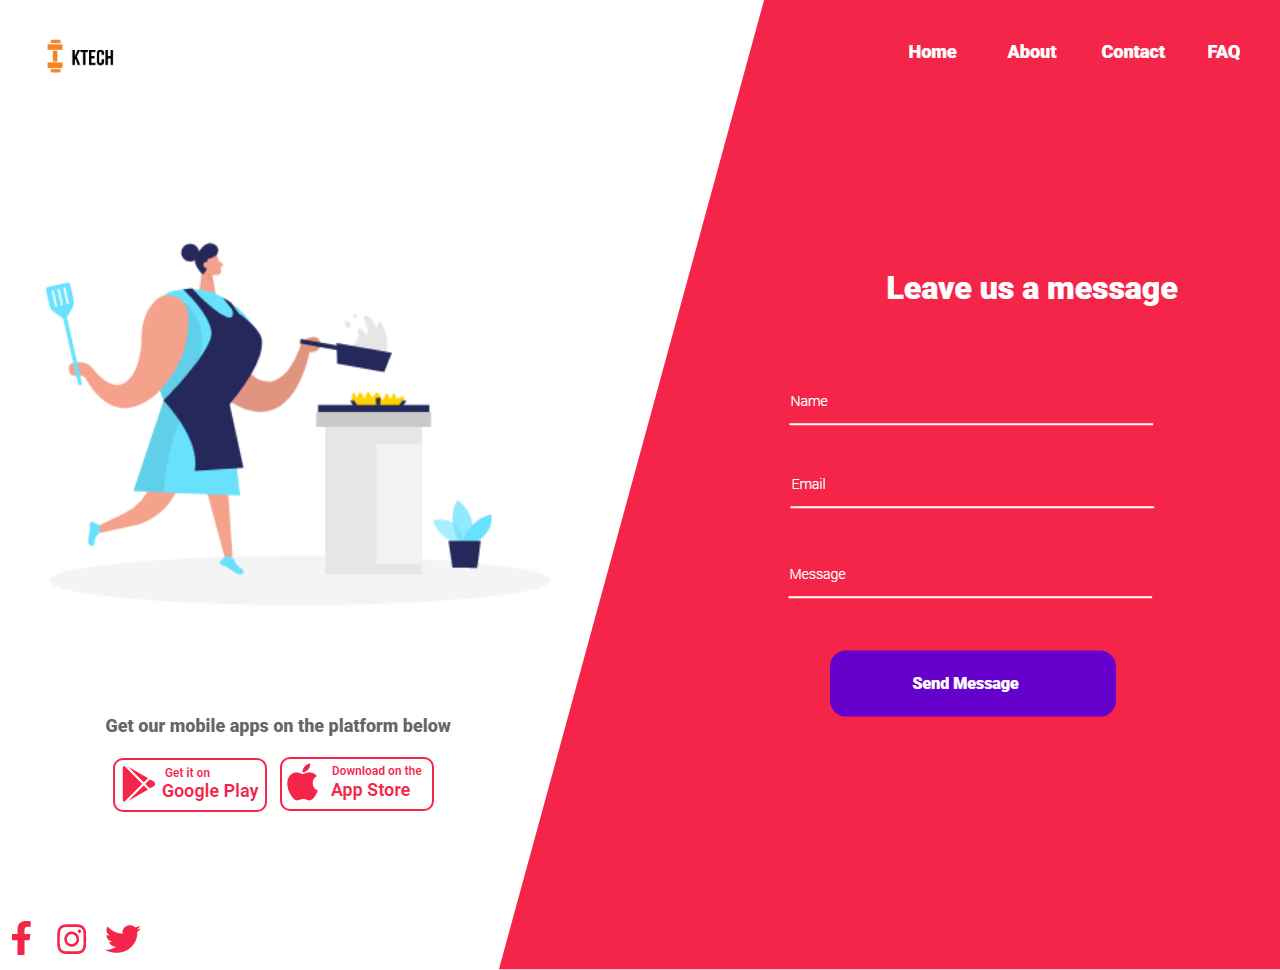 KTECH
Home About Contact FAQ
Leave us a message
Name
Email
Message
Send Message
Get our mobile apps on the platform below
Get it on
Google Play
Download on the
App Store